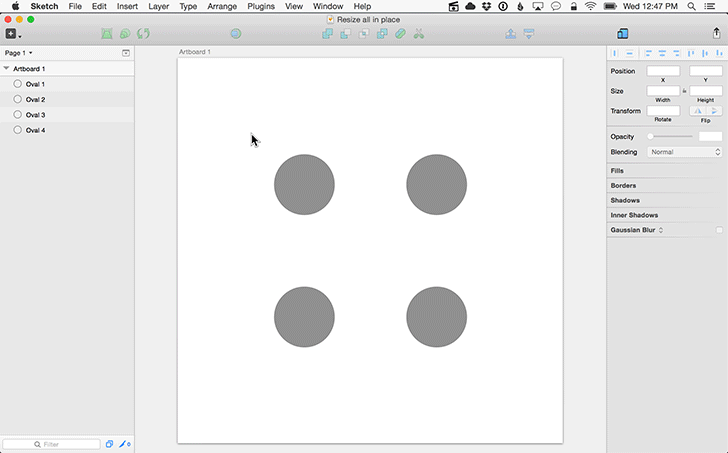 Sketch File Edit Insert Layer Type Arrange Plugins View Window Help Wed 12:47 PM
Resize all in place
Page 1
Artboard 1
Oval 1
Oval 2
Oval 3
Oval 4
Filter
0
Artboard 1
Position
X Y
Size
Width Height
Transform
Rotate Flip
Opacity
Blending Normal
Fills
Borders
Shadows
Inner Shadows
Gaussian Blur